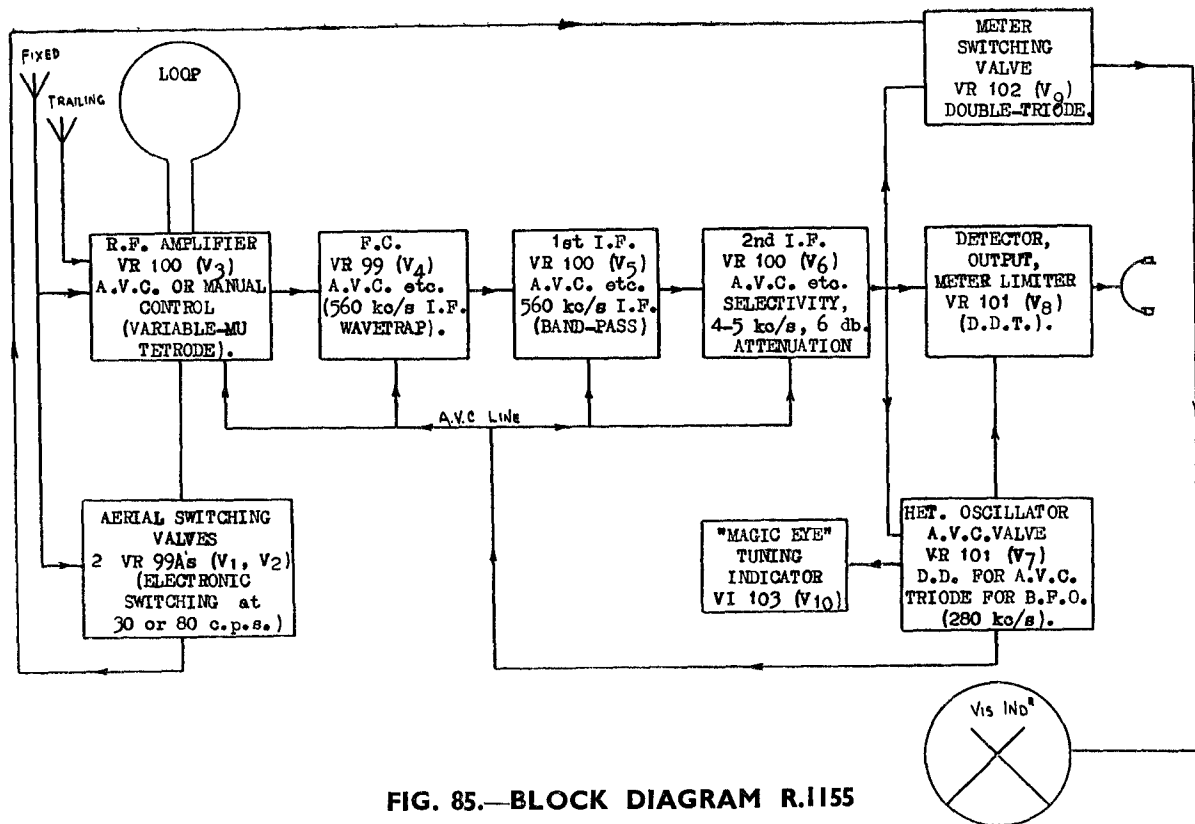 FIXED
TRAILING
LOOP
METER
SWITCHING
VALVE
VR 102 (V9)
DOUBLE-TRIODE.
R.F. AMPLIFIER
VR 100 (V3)
A.V.C. OR MANUAL
CONTROL
(VARIABLE-MU
TETRODE).
F.C.
VR 99 (V4)
A.V.C. etc.
(560 kc/s I.F.
WAVETRAP).
1st I.F.
VR 100 (V5)
A.V.C. etc.
560 kc/s I.F.
(BAND-PASS)
2nd I.F.
VR 100 (V6)
A.V.C. etc.
SELECTIVITY,
4-5 kc/s, 6 db.
ATTENUATION
DETECTOR,
OUTPUT,
METER LIMITER
VR 101 (V8)
(D.D.T.).
A.V.C LINE
AERIAL SWITCHING
VALVES
2 VR 99A's (V1, V2)
(ELECTRONIC
SWITCHING at
30 or 80 c.p.s.)
"MAGIC EYE"
TUNING
INDICATOR
VI 103 (V10)
HET. OSCILLATOR
A.V.C.VALVE
VR 101 (V7)
D.D. FOR A.V.C.
TRIODE FOR B.F.O.
(280 kc/s).
VIS INDR
FIG. 85.—BLOCK DIAGRAM R.1155